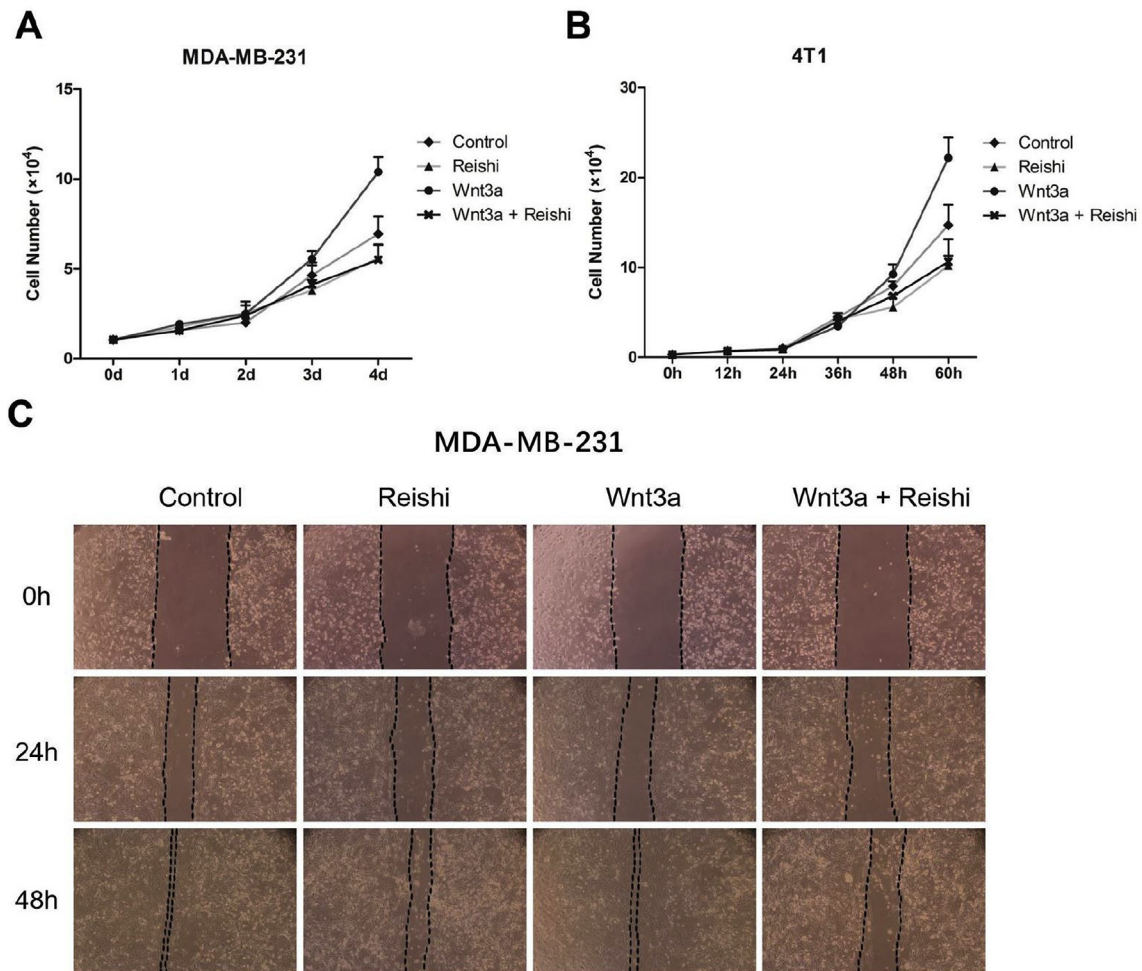 A
MDA-MB-231
Cell Number (×10⁴)
15
10
5
0
0d 1d 2d 3d 4d
Control
Reishi
Wnt3a
Wnt3a + Reishi
B
4T1
Cell Number (×10⁴)
30
20
10
0
0h 12h 24h 36h 48h 60h
Control
Reishi
Wnt3a
Wnt3a + Reishi
C
MDA-MB-231
Control Reishi Wnt3a Wnt3a + Reishi
0h
24h
48h